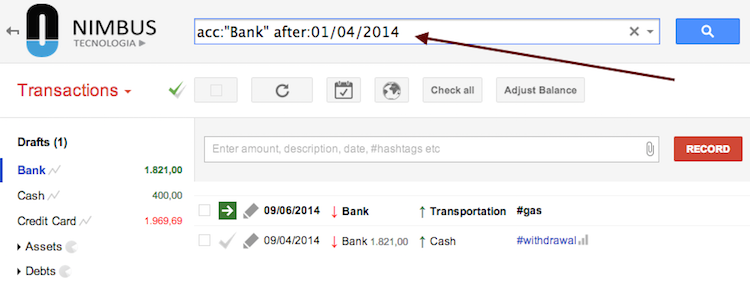 NIMBUS
TECNOLOGIA
acc:"Bank" after:01/04/2014
Transactions
Check all
Adjust Balance
Drafts (1)
Bank 1.821,00
Cash 400,00
Credit Card 1.969,69
Assets
Debts
Enter amount, description, date, #hashtags etc
RECORD
09/06/2014 ↓ Bank ↑ Transportation #gas
09/04/2014 ↓ Bank 1.821,00 ↑ Cash #withdrawal